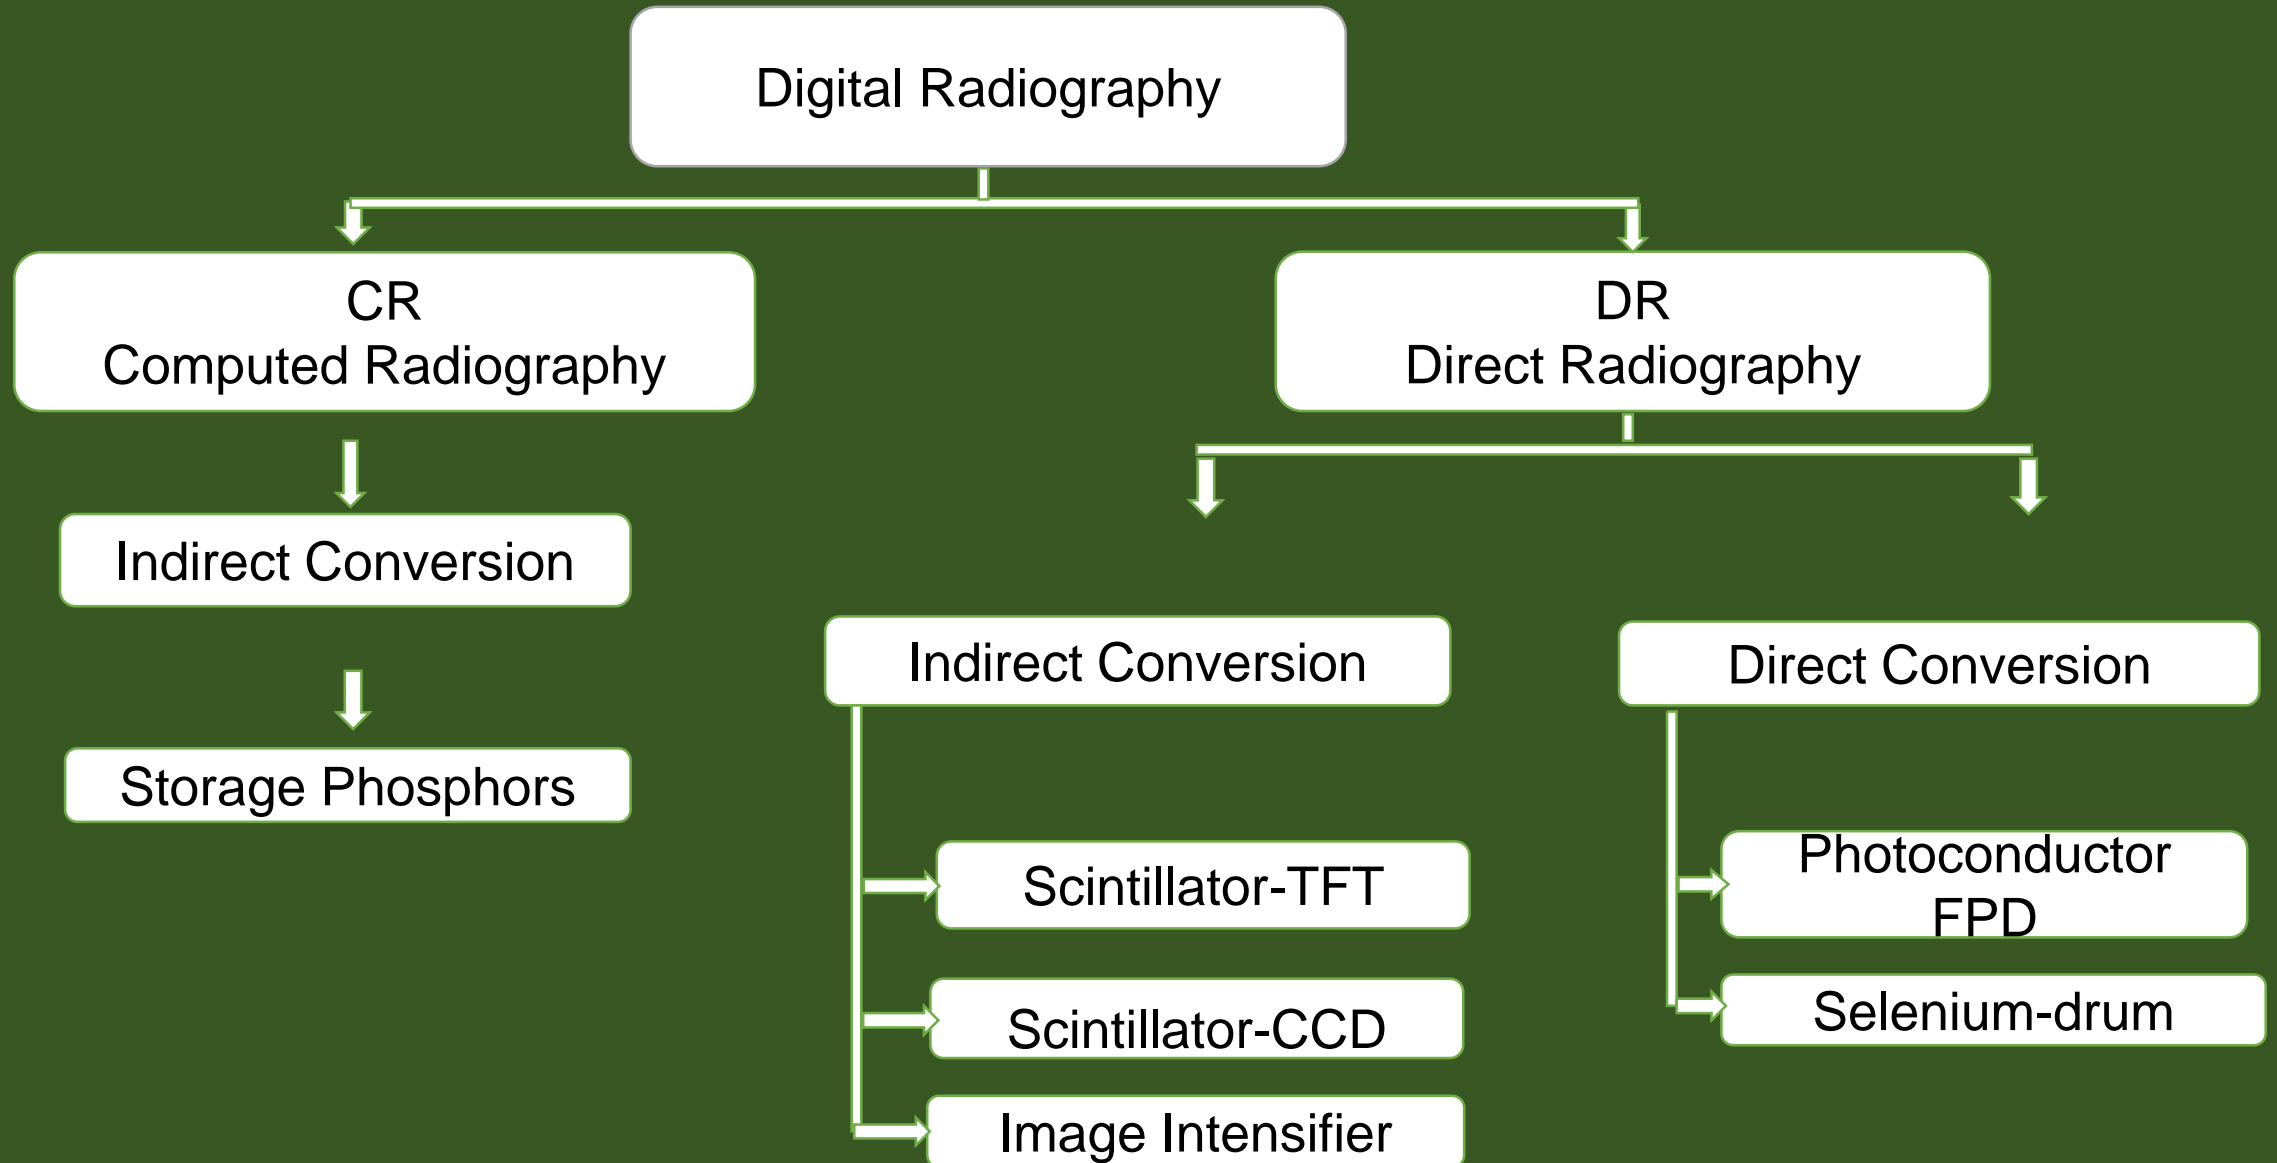 Digital Radiography
CR
Computed Radiography
DR
Direct Radiography
Indirect Conversion
Storage Phosphors
Indirect Conversion
Scintillator-TFT
Scintillator-CCD
Image Intensifier
Direct Conversion
Photoconductor
FPD
Selenium-drum